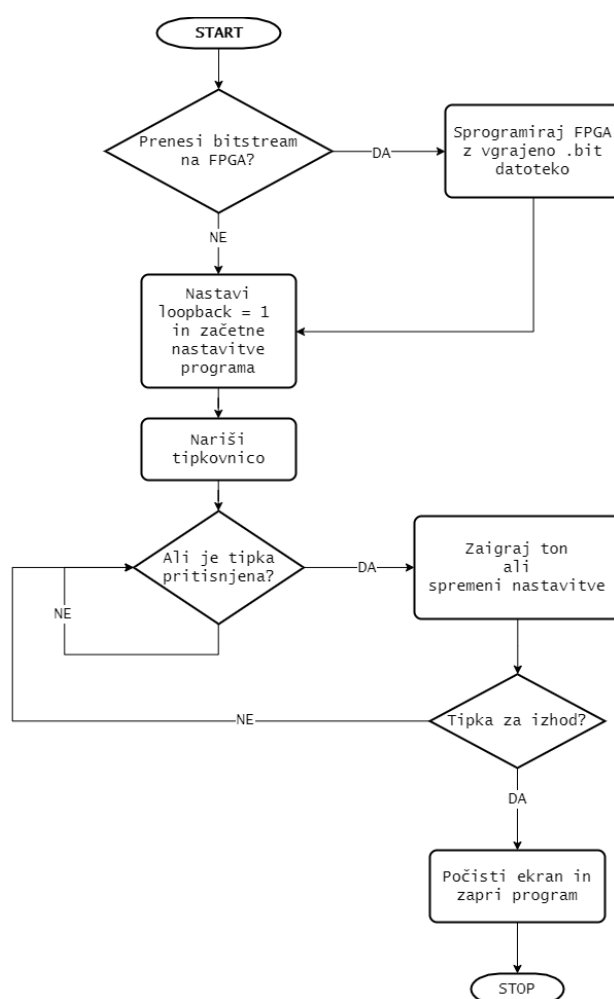 START
Prenesi bitstream
na FPGA?
DA
Sprogramiraj FPGA
z vgrajeno .bit
datoteko
NE
Nastavi
loopback = 1
in začetne
nastavitve
programa
Nariši
tipkovnico
Ali je tipka
pritisnjena?
DA
Zaigraj ton
ali
spremeni nastavitve
NE
Tipka za izhod?
NE
DA
Počisti ekran in
zapri program
STOP